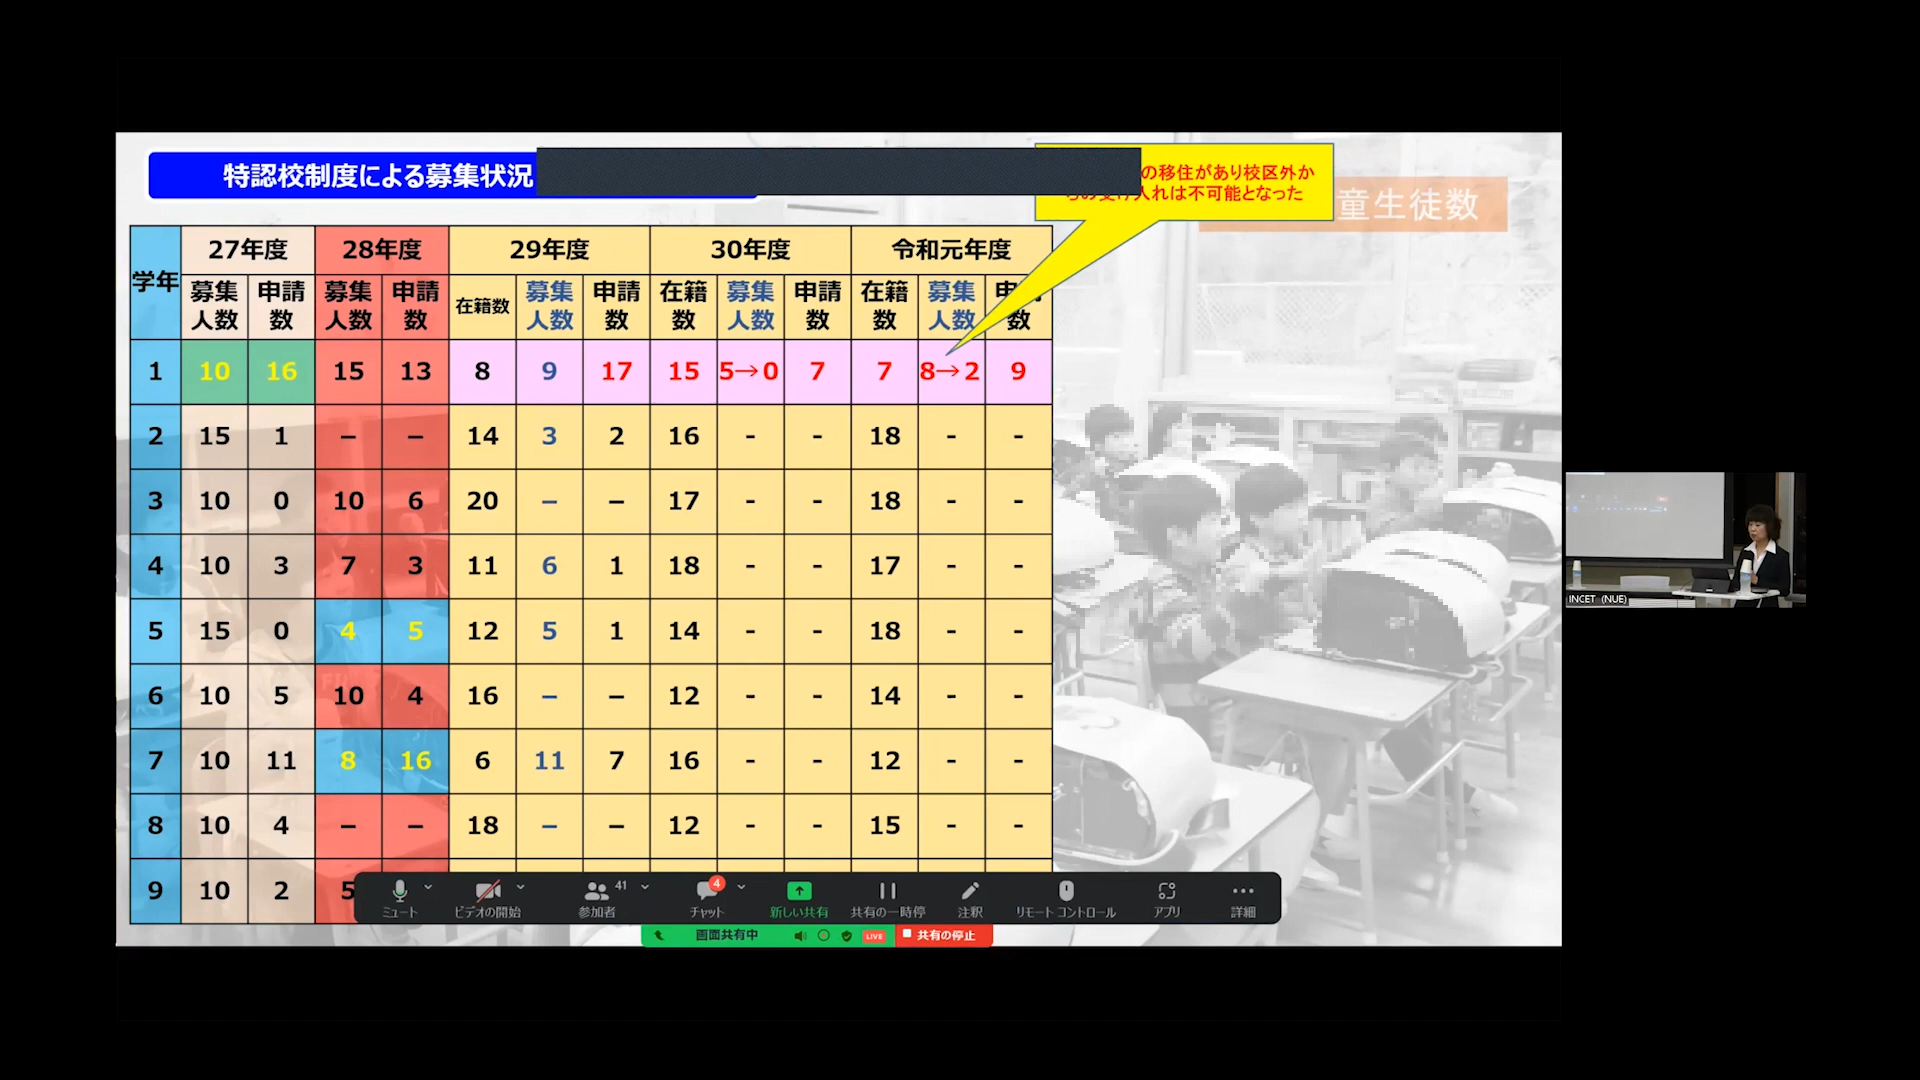 特認校制度による募集状況
の移住があり校区外か
らの受け入れは不可能となった
童生徒数
学年 27年度 28年度 29年度 30年度 令和元年度
募集人数 申請数 募集人数 申請数 在籍数 募集人数 申請数 在籍数 募集人数 申請数 在籍数 募集人数 申 数
1 10 16 15 13 8 9 17 15 5→0 7 7 8→2 9
2 15 1 – – 14 3 2 16 - - 18 - -
3 10 0 10 6 20 – – 17 - - 18 - -
4 10 3 7 3 11 6 1 18 - - 17 - -
5 15 0 4 5 12 5 1 14 - - 18 - -
6 10 5 10 4 16 – – 12 - - 14 - -
7 10 11 8 16 6 11 7 16 - - 12 - -
8 10 4 – – 18 – – 12 - - 15 - -
9 10 2 5
ミュート ビデオの開始 参加者 41 チャット 4 新しい共有 共有の一時停 注釈 リモート コントロール アプリ 詳細
画面共有中 LIVE 共有の停止
INCET (NUE)